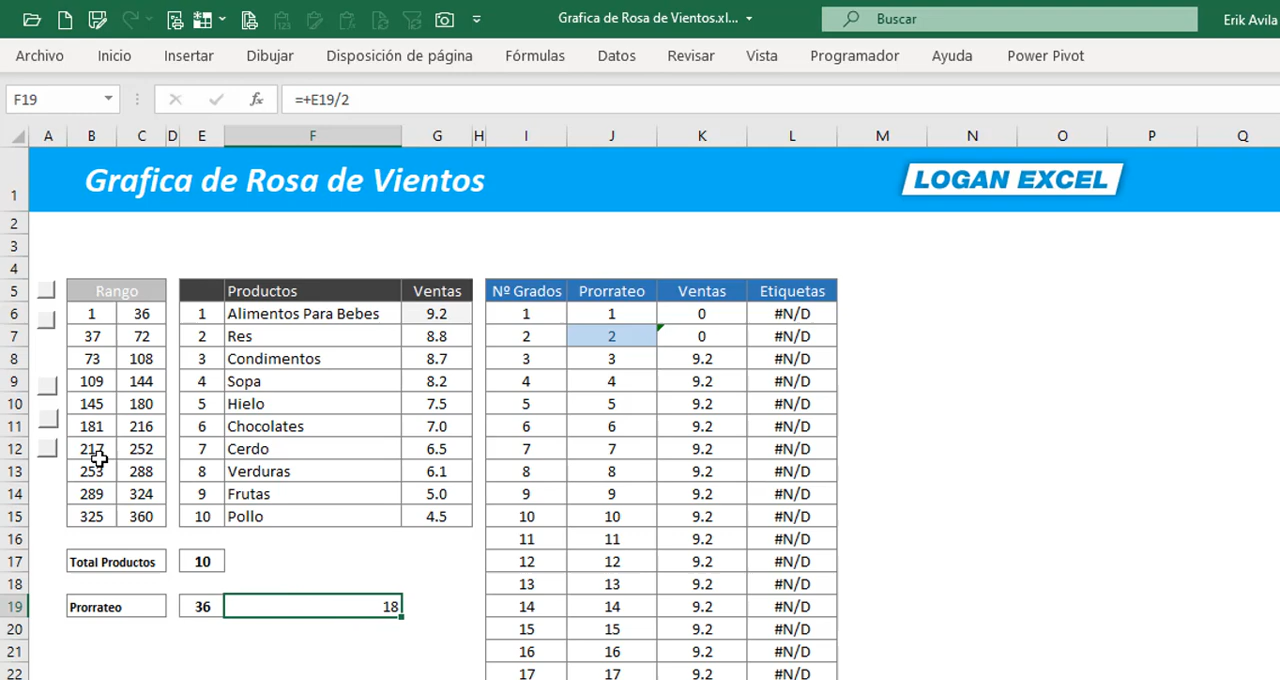 Grafica de Rosa de Vientos.xl...
Buscar
Erik Avila
Archivo Inicio Insertar Dibujar Disposición de página Fórmulas Datos Revisar Vista Programador Ayuda Power Pivot
F19 fx =+E19/2
A B C D E F G H I J K L M N O P Q
1 Grafica de Rosa de Vientos LOGAN EXCEL
2
3
4
5 Rango Productos Ventas Nº Grados Prorrateo Ventas Etiquetas
6 1 36 1 Alimentos Para Bebes 9.2 1 1 0 #N/D
7 37 72 2 Res 8.8 2 2 0 #N/D
8 73 108 3 Condimentos 8.7 3 3 9.2 #N/D
9 109 144 4 Sopa 8.2 4 4 9.2 #N/D
10 145 180 5 Hielo 7.5 5 5 9.2 #N/D
11 181 216 6 Chocolates 7.0 6 6 9.2 #N/D
12 217 252 7 Cerdo 6.5 7 7 9.2 #N/D
13 253 288 8 Verduras 6.1 8 8 9.2 #N/D
14 289 324 9 Frutas 5.0 9 9 9.2 #N/D
15 325 360 10 Pollo 4.5 10 10 9.2 #N/D
16 11 11 9.2 #N/D
17 Total Productos 10 12 12 9.2 #N/D
18 13 13 9.2 #N/D
19 Prorrateo 36 18 14 14 9.2 #N/D
20 15 15 9.2 #N/D
21 16 16 9.2 #N/D
22 17 17 9.2 #N/D